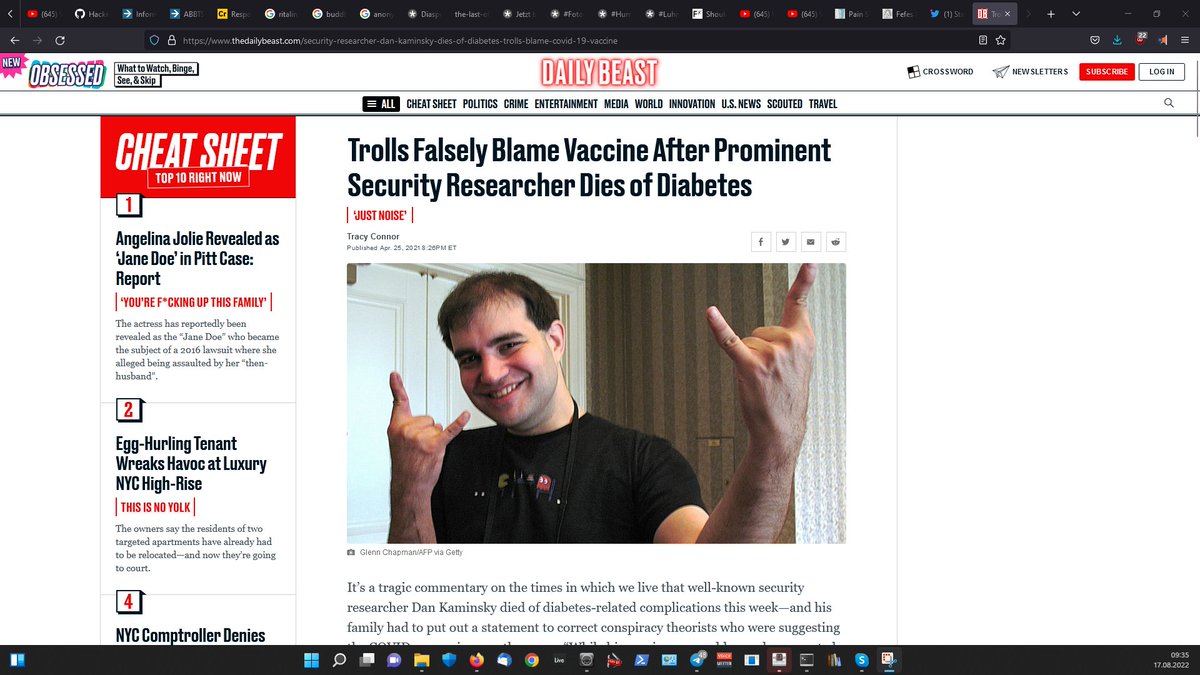 (645)
Hacke
Inform
ABBTS
Respo
ritalin
buddh
anony
Diasp
the-last-of
Jetzt b
#Foto
#Hum
#Luhn
Shoul
(645)
(645)
Pain S
Fefes
(1) Sta
https://www.thedailybeast.com/security-researcher-dan-kaminsky-dies-of-diabetes-trolls-blame-covid-19-vaccine
22
NEW
OBSESSED
What to Watch, Binge,
See, & Skip
DAILY BEAST
CROSSWORD
NEWSLETTERS
SUBSCRIBE
LOG IN
ALL
CHEAT SHEET POLITICS CRIME ENTERTAINMENT MEDIA WORLD INNOVATION U.S. NEWS SCOUTED TRAVEL
CHEAT SHEET
TOP 10 RIGHT NOW
1
Angelina Jolie Revealed as
‘Jane Doe’ in Pitt Case:
Report
‘YOU’RE F*CKING UP THIS FAMILY’
The actress has reportedly been
revealed as the “Jane Doe” who became
the subject of a 2016 lawsuit where she
alleged being assaulted by her “then-
husband”.
2
Egg-Hurling Tenant
Wreaks Havoc at Luxury
NYC High-Rise
THIS IS NO YOLK
The owners say the residents of two
targeted apartments have already had
to be relocated—and now they’re going
to court.
4
NYC Comptroller Denies
Trolls Falsely Blame Vaccine After Prominent
Security Researcher Dies of Diabetes
‘JUST NOISE’
Tracy Connor
Published Apr. 25, 2021 8:26PM ET
Glenn Chapman/AFP via Getty
It’s a tragic commentary on the times in which we live that well-known security
researcher Dan Kaminsky died of diabetes-related complications this week—and his
family had to put out a statement to correct conspiracy theorists who were suggesting
Live
48
09:35
17.08.2022